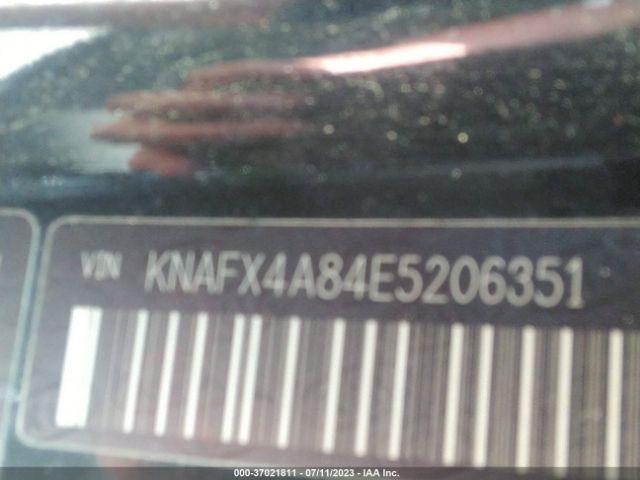 VIN KNAFX4A84E5206351
000-37021811 - 07/11/2023 - IAA Inc.